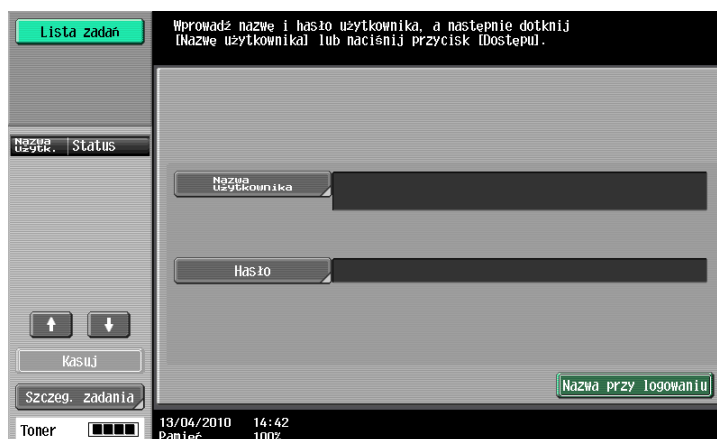 Lista zadań
Wprowadź nazwę i hasło użytkownika, a następnie dotknij
[Nazwę użytkownika] lub naciśnij przycisk [Dostępu].
Nazwa
użytk.
Status
Nazwa
użytkownika
Hasło
Kasuj
Szczeg. zadania
Nazwa przy logowaniu
Toner
13/04/2010 14:42
Pamięć 100%